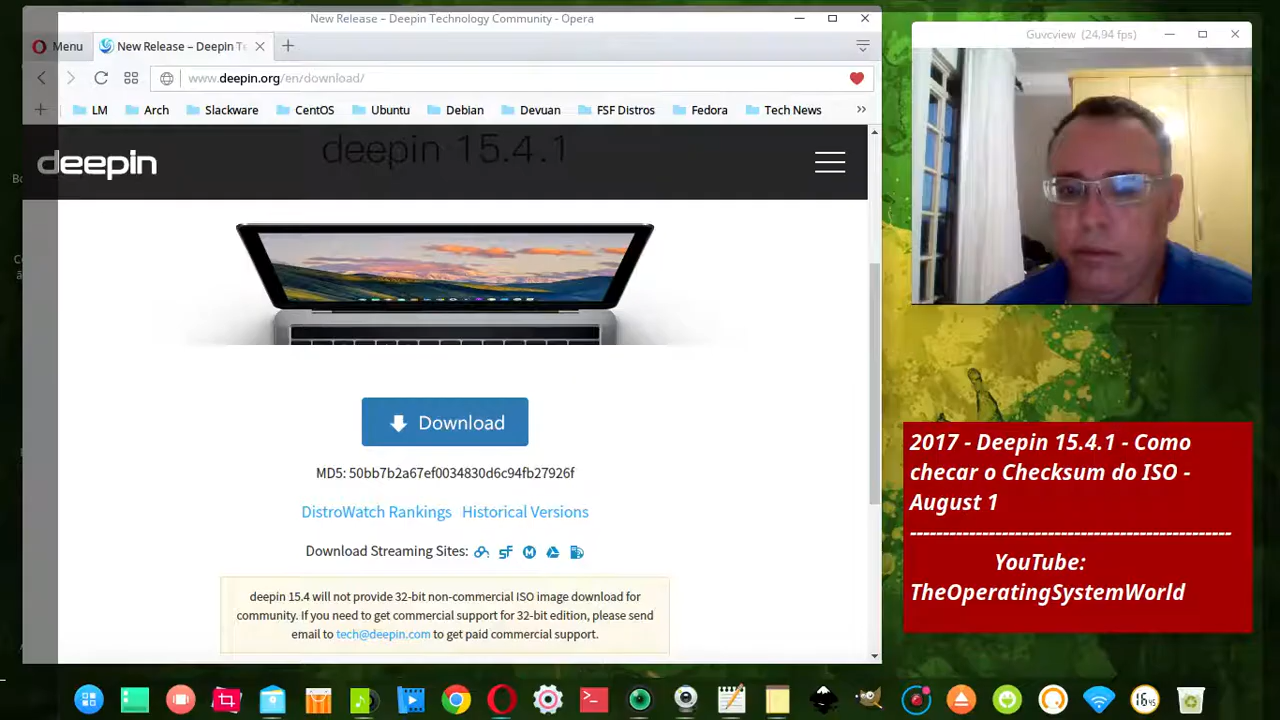 New Release – Deepin Technology Community - Opera
Menu
New Release – Deepin Te
www.deepin.org/en/download/
LM Arch Slackware CentOS Ubuntu Debian Devuan FSF Distros Fedora Tech News »
deepin 15.4.1
deepin
Download
MD5: 50bb7b2a67ef0034830d6c94fb27926f
DistroWatch Rankings Historical Versions
Download Streaming Sites:
deepin 15.4 will not provide 32-bit non-commercial ISO image download for
community. If you need to get commercial support for 32-bit edition, please send
email to tech@deepin.com to get paid commercial support.
Guvcview (24,94 fps)
2017 - Deepin 15.4.1 - Como
checar o Checksum do ISO -
August 1
------------------------------------------
YouTube:
TheOperatingSystemWorld
16 45